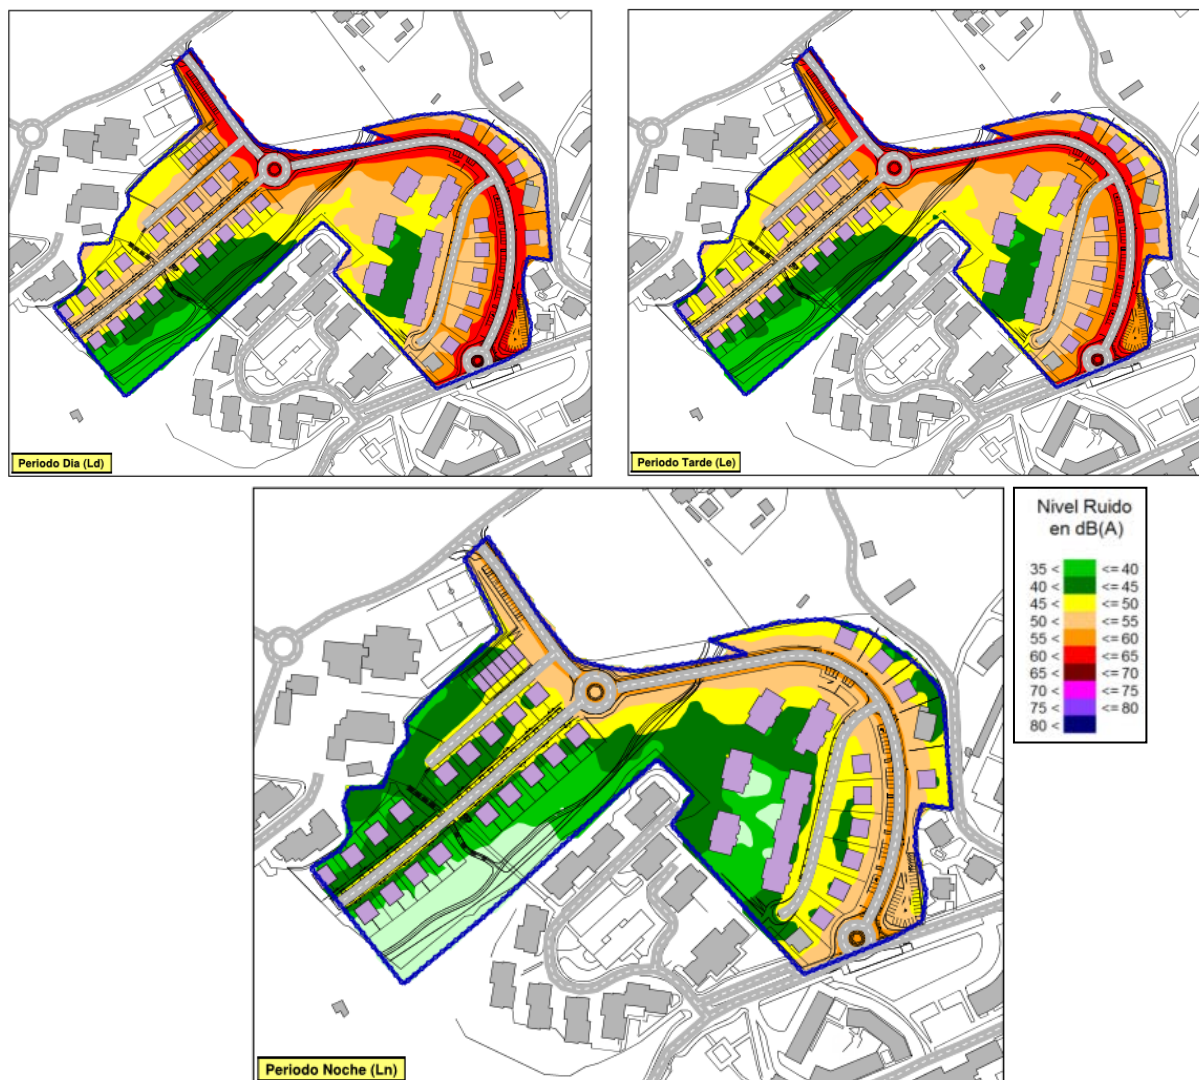 Periodo Dia (Ld)
Periodo Tarde (Le)
Nivel Ruido
en dB(A)
35 < <= 40
40 < <= 45
45 < <= 50
50 < <= 55
55 < <= 60
60 < <= 65
65 < <= 70
70 < <= 75
75 < <= 80
80 <
Periodo Noche (Ln)